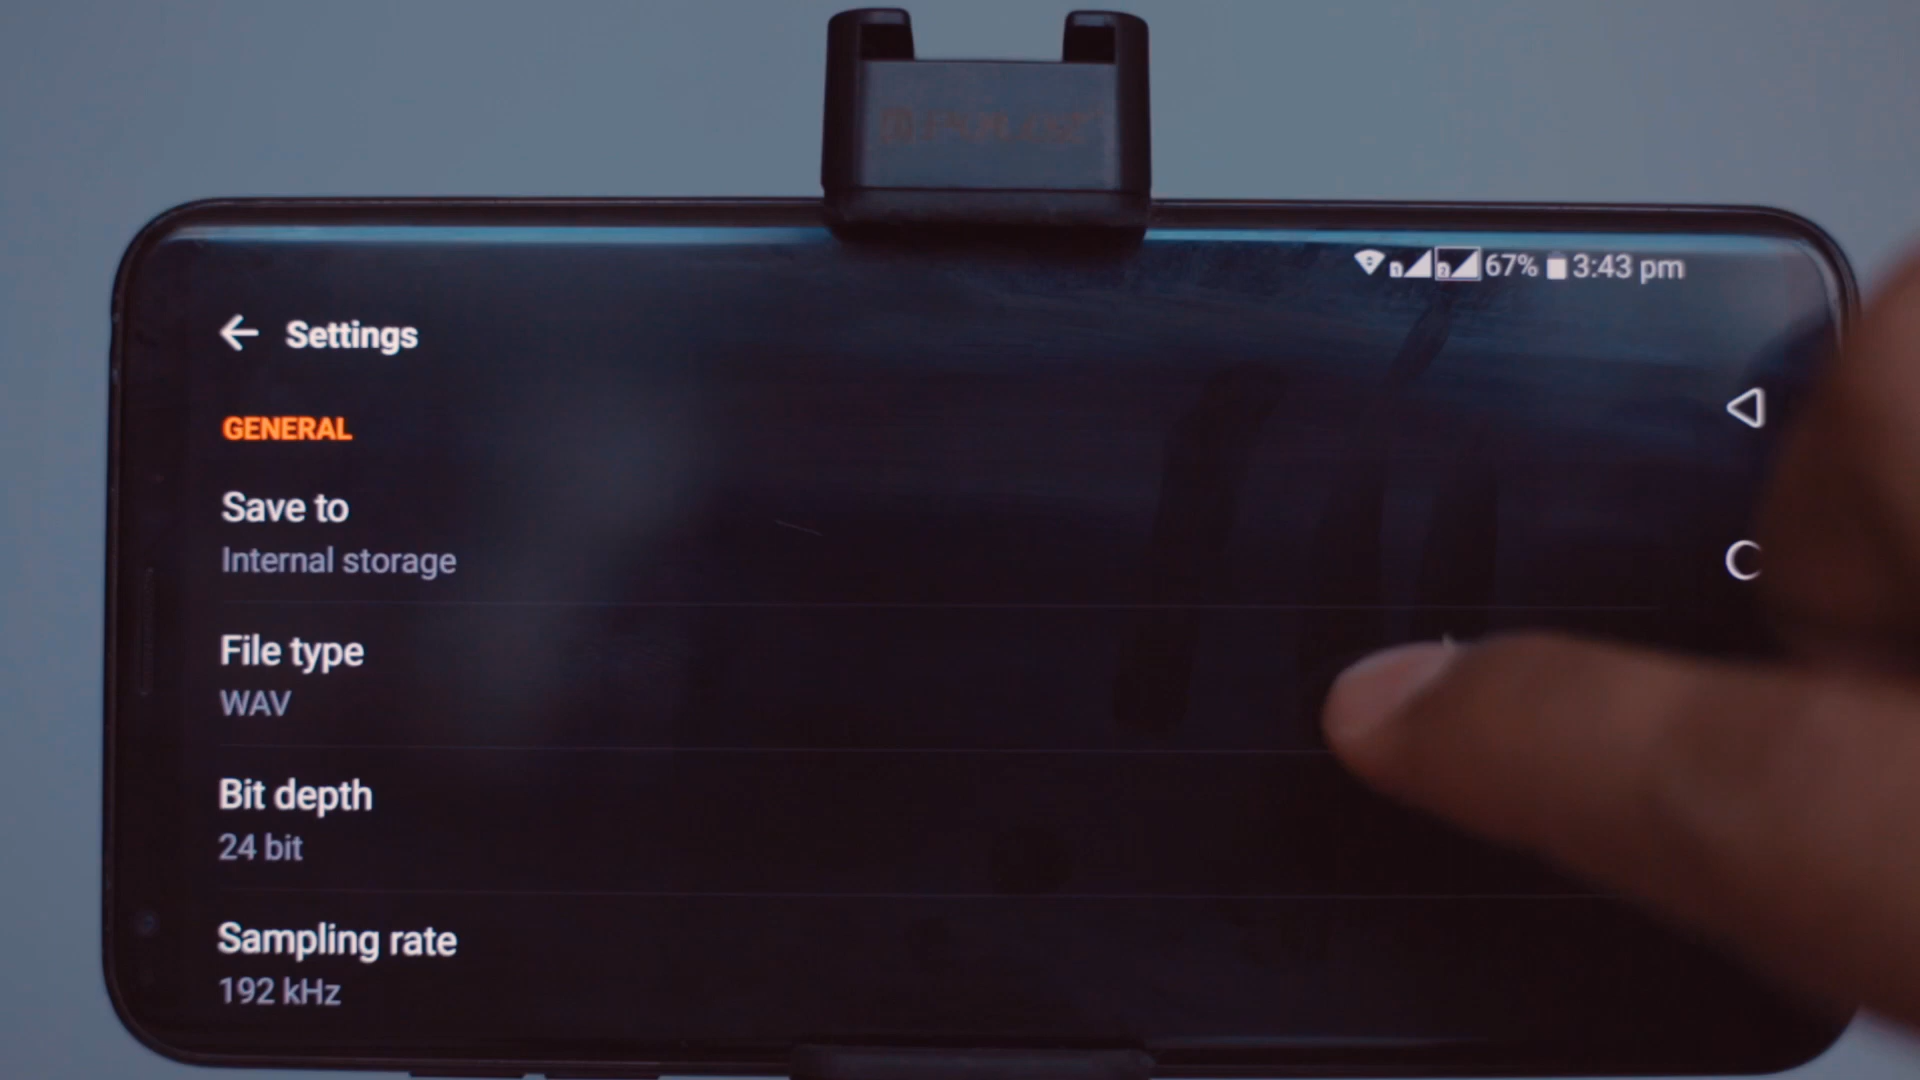 67% 3:43 pm
Settings
GENERAL
Save to
Internal storage
File type
WAV
Bit depth
24 bit
Sampling rate
192 kHz